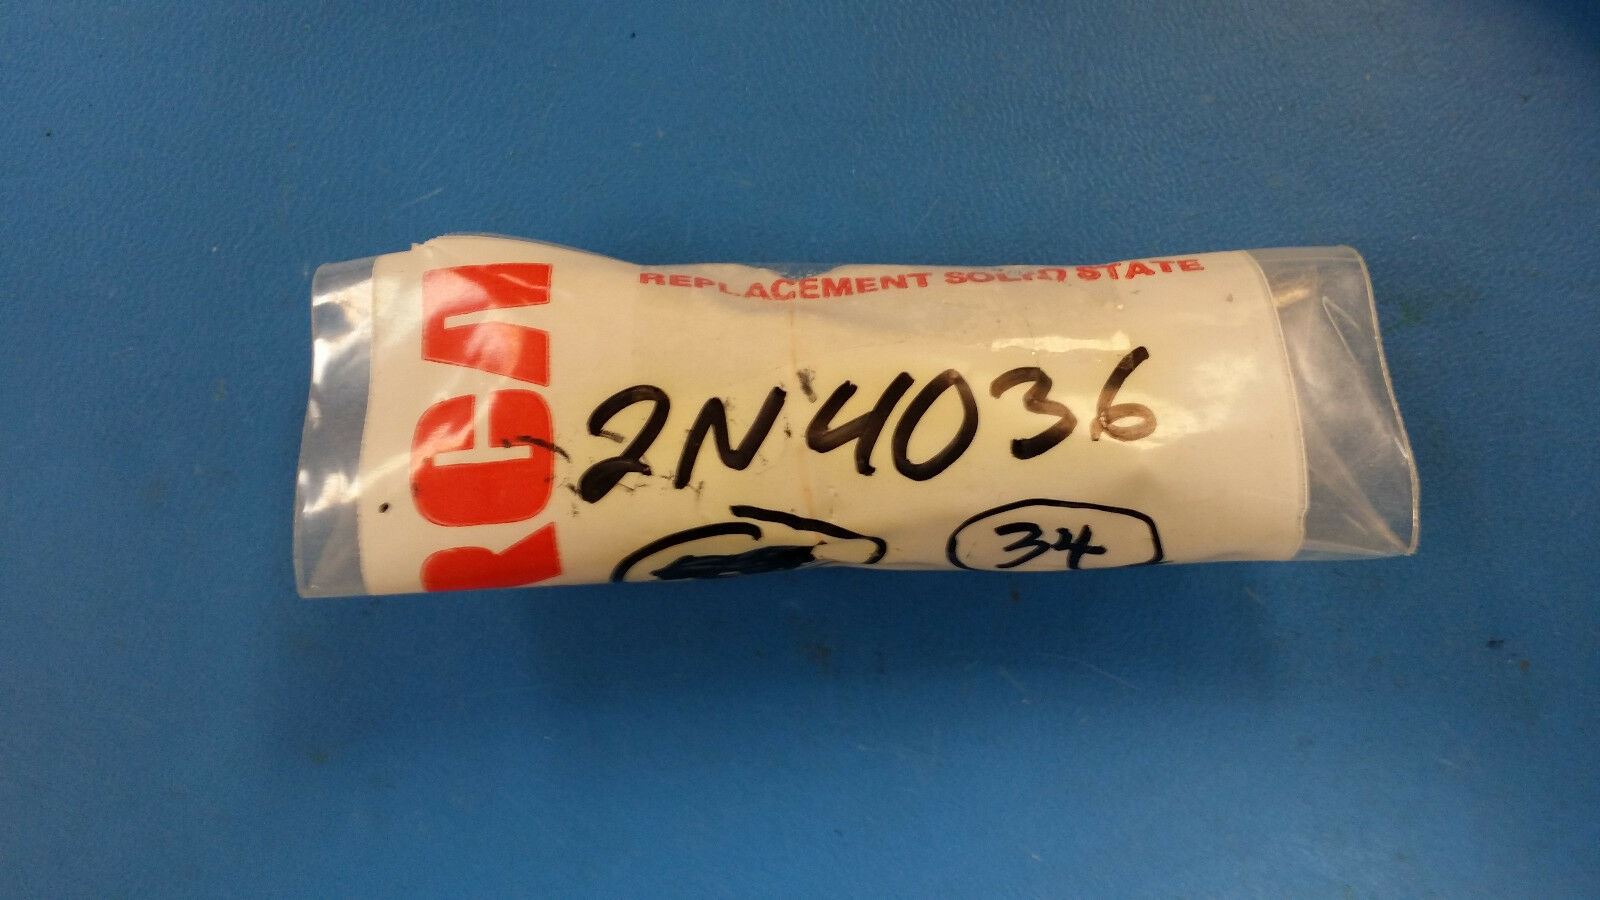 RCA
REPLACEMENT SOLID STATE
2N4036
34